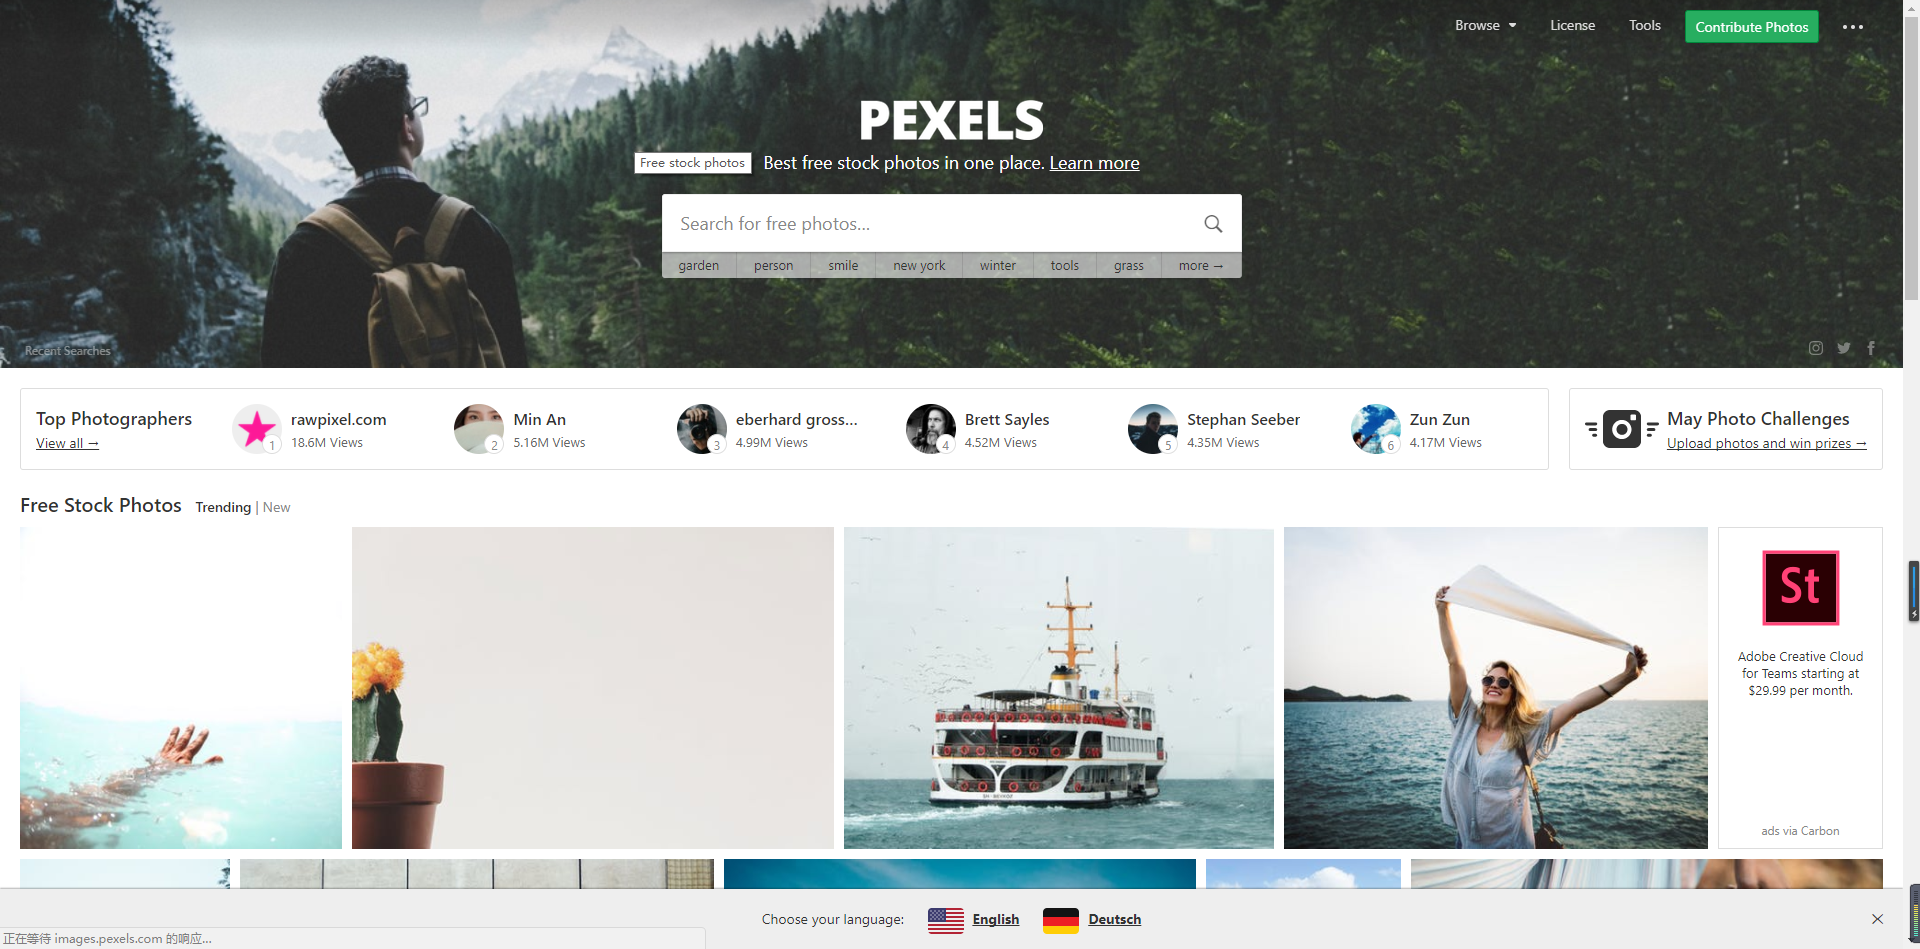 Browse License Tools Contribute Photos
PEXELS
Free stock photos
Best free stock photos in one place. Learn more
Search for free photos...
garden person smile new york winter tools grass more →
Recent Searches
Top Photographers
View all →
1
rawpixel.com
18.6M Views
2
Min An
5.16M Views
3
eberhard gross...
4.99M Views
4
Brett Sayles
4.52M Views
5
Stephan Seeber
4.35M Views
6
Zun Zun
4.17M Views
May Photo Challenges
Upload photos and win prizes →
Free Stock Photos Trending | New
St
Adobe Creative Cloud
for Teams starting at
$29.99 per month.
ads via Carbon
Choose your language: English Deutsch
正在等待 images.pexels.com 的响应...